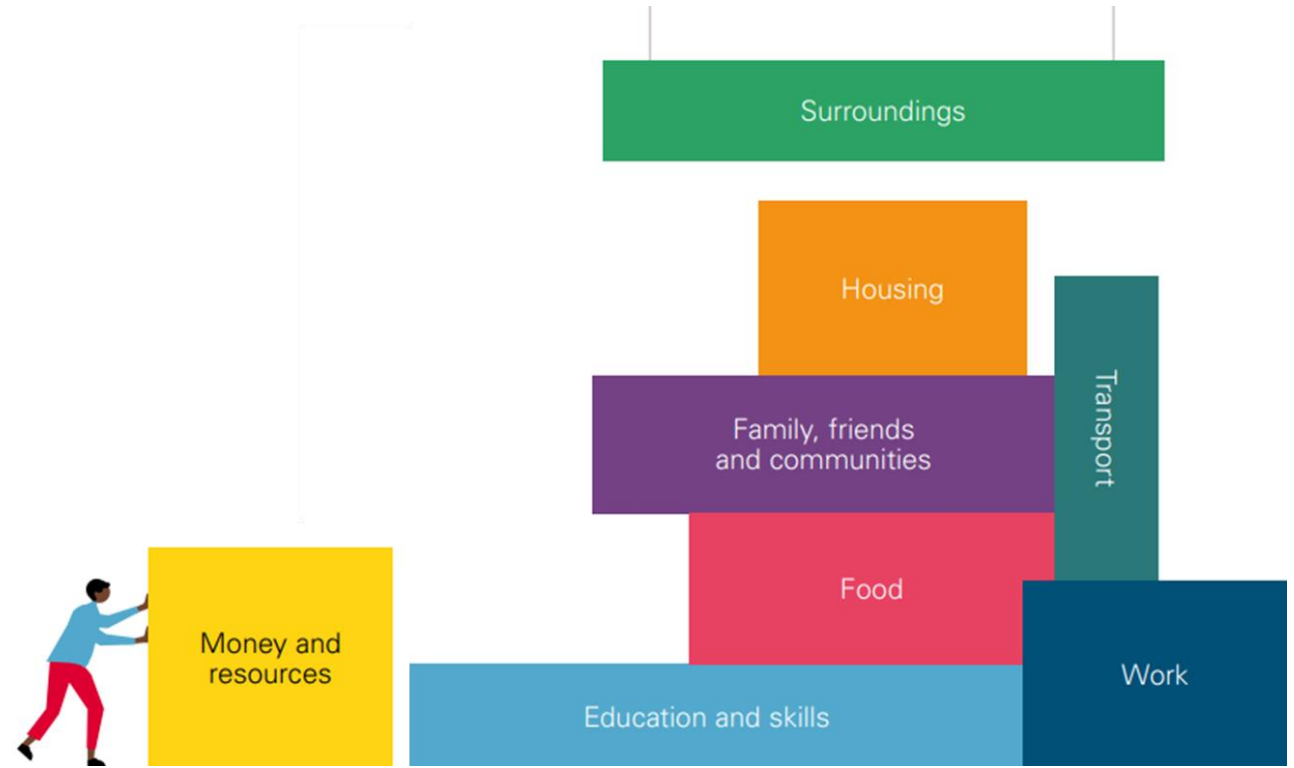 Surroundings
Housing
Transport
Family, friends
and communities
Food
Money and
resources
Work
Education and skills